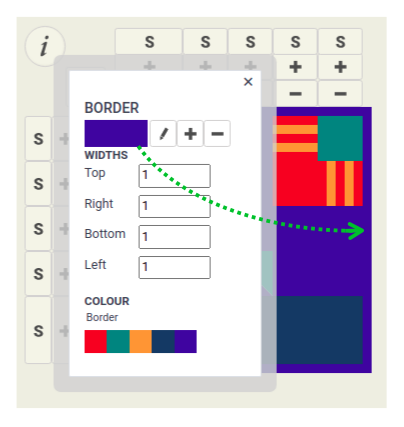 i
S S S S S
+ + + + +
− −
×
BORDER
+ −
WIDTHS
S +
Top 1
S +
Right 1
S +
Bottom 1
S +
Left 1
COLOUR
Border
S +